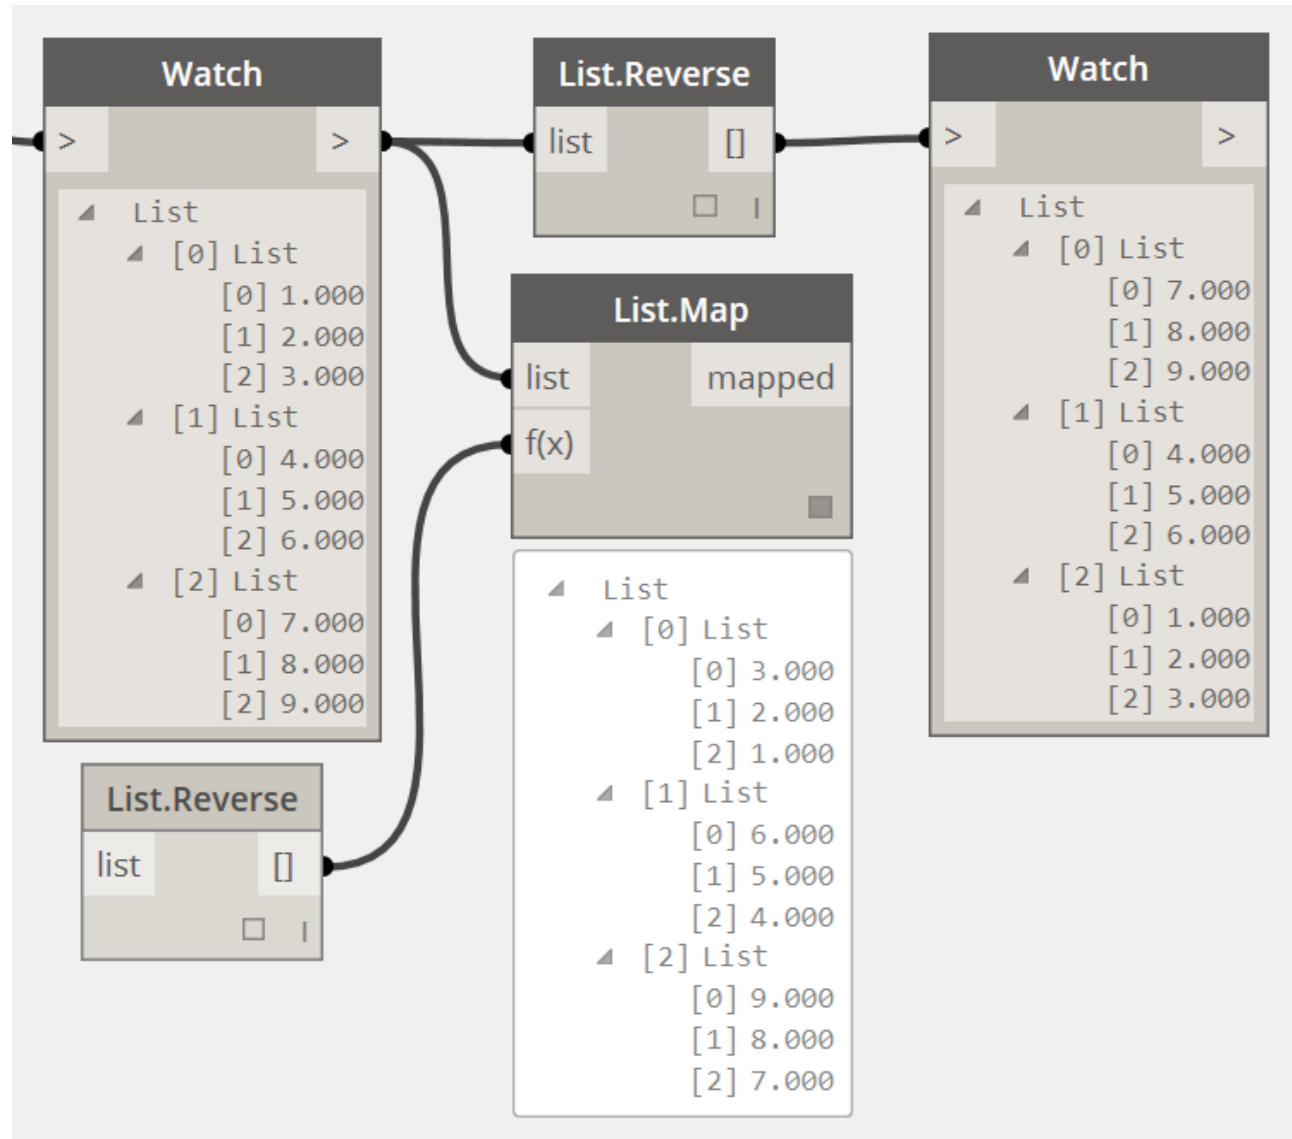 Watch
> >
List
[0] List
[0] 1.000
[1] 2.000
[2] 3.000
[1] List
[0] 4.000
[1] 5.000
[2] 6.000
[2] List
[0] 7.000
[1] 8.000
[2] 9.000
List.Reverse
list []
l
List.Map
list mapped
f(x)
List
[0] List
[0] 3.000
[1] 2.000
[2] 1.000
[1] List
[0] 6.000
[1] 5.000
[2] 4.000
[2] List
[0] 9.000
[1] 8.000
[2] 7.000
Watch
> >
List
[0] List
[0] 7.000
[1] 8.000
[2] 9.000
[1] List
[0] 4.000
[1] 5.000
[2] 6.000
[2] List
[0] 1.000
[1] 2.000
[2] 3.000
List.Reverse
list []
l